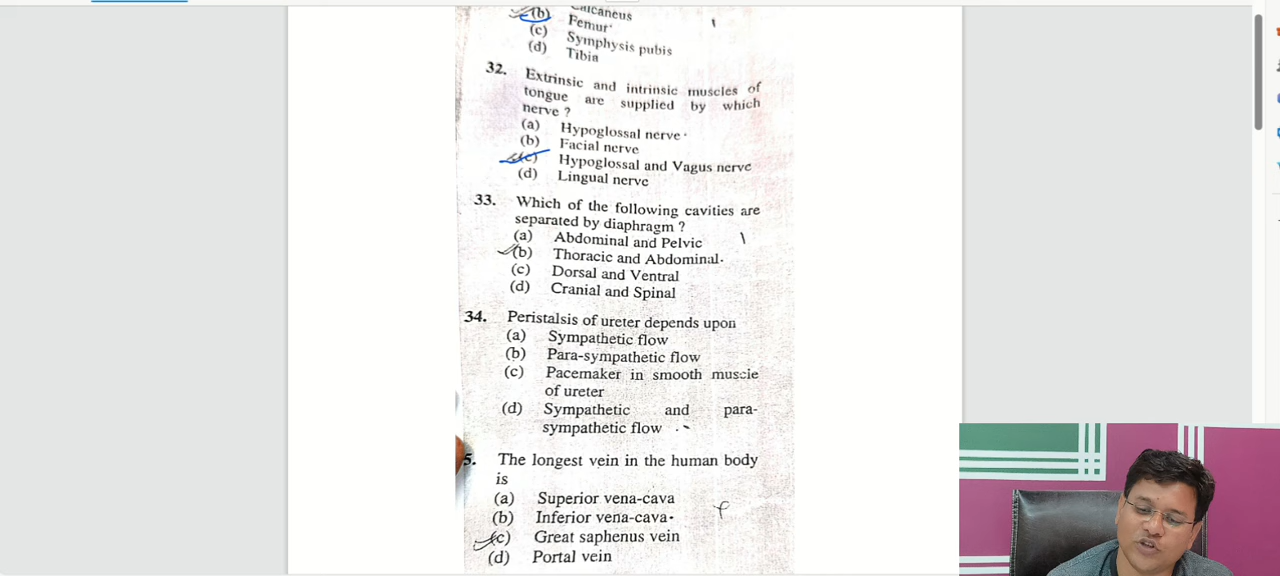 (b) Calcaneus
Femur
(c) Symphysis pubis
(d) Tibia
32. Extrinsic and intrinsic muscles of
tongue are supplied by which
nerve ?
(a) Hypoglossal nerve
(b) Facial nerve
(c) Hypoglossal and Vagus nerve
(d) Lingual nerve
33. Which of the following cavities are
separated by diaphragm ?
(a) Abdominal and Pelvic
(b) Thoracic and Abdominal
(c) Dorsal and Ventral
(d) Cranial and Spinal
34. Peristalsis of ureter depends upon
(a) Sympathetic flow
(b) Para-sympathetic flow
(c) Pacemaker in smooth muscle
of ureter
(d) Sympathetic and para-
sympathetic flow
5. The longest vein in the human body
is
(a) Superior vena-cava
(b) Inferior vena-cava
(c) Great saphenus vein
(d) Portal vein